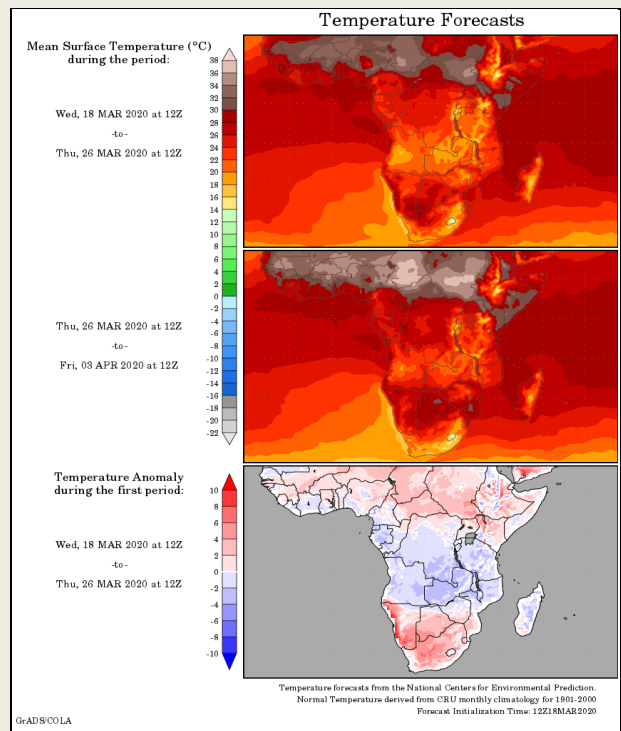 Temperature Forecasts
Mean Surface Temperature (°C)
during the period:
Wed, 18 MAR 2020 at 12Z
-to-
Thu, 26 MAR 2020 at 12Z
38
36
34
32
30
28
26
24
22
20
18
16
14
12
10
8
6
4
2
0
-2
-4
-6
-8
-10
-12
-14
-16
-17
-18
-20
-22
Thu, 26 MAR 2020 at 12Z
-to-
Fri, 03 APR 2020 at 12Z
Temperature Anomaly
during the first period:
Wed, 18 MAR 2020 at 12Z
-to-
Thu, 26 MAR 2020 at 12Z
10
8
6
4
2
0
-2
-4
-6
-8
-10
Temperature forecasts from the National Centers for Environmental Prediction.
Normal Temperature derived from CRU monthly climatology for 1901-2000
Forecast Initialization Time: 12Z18MAR2020
GrADS/COLA